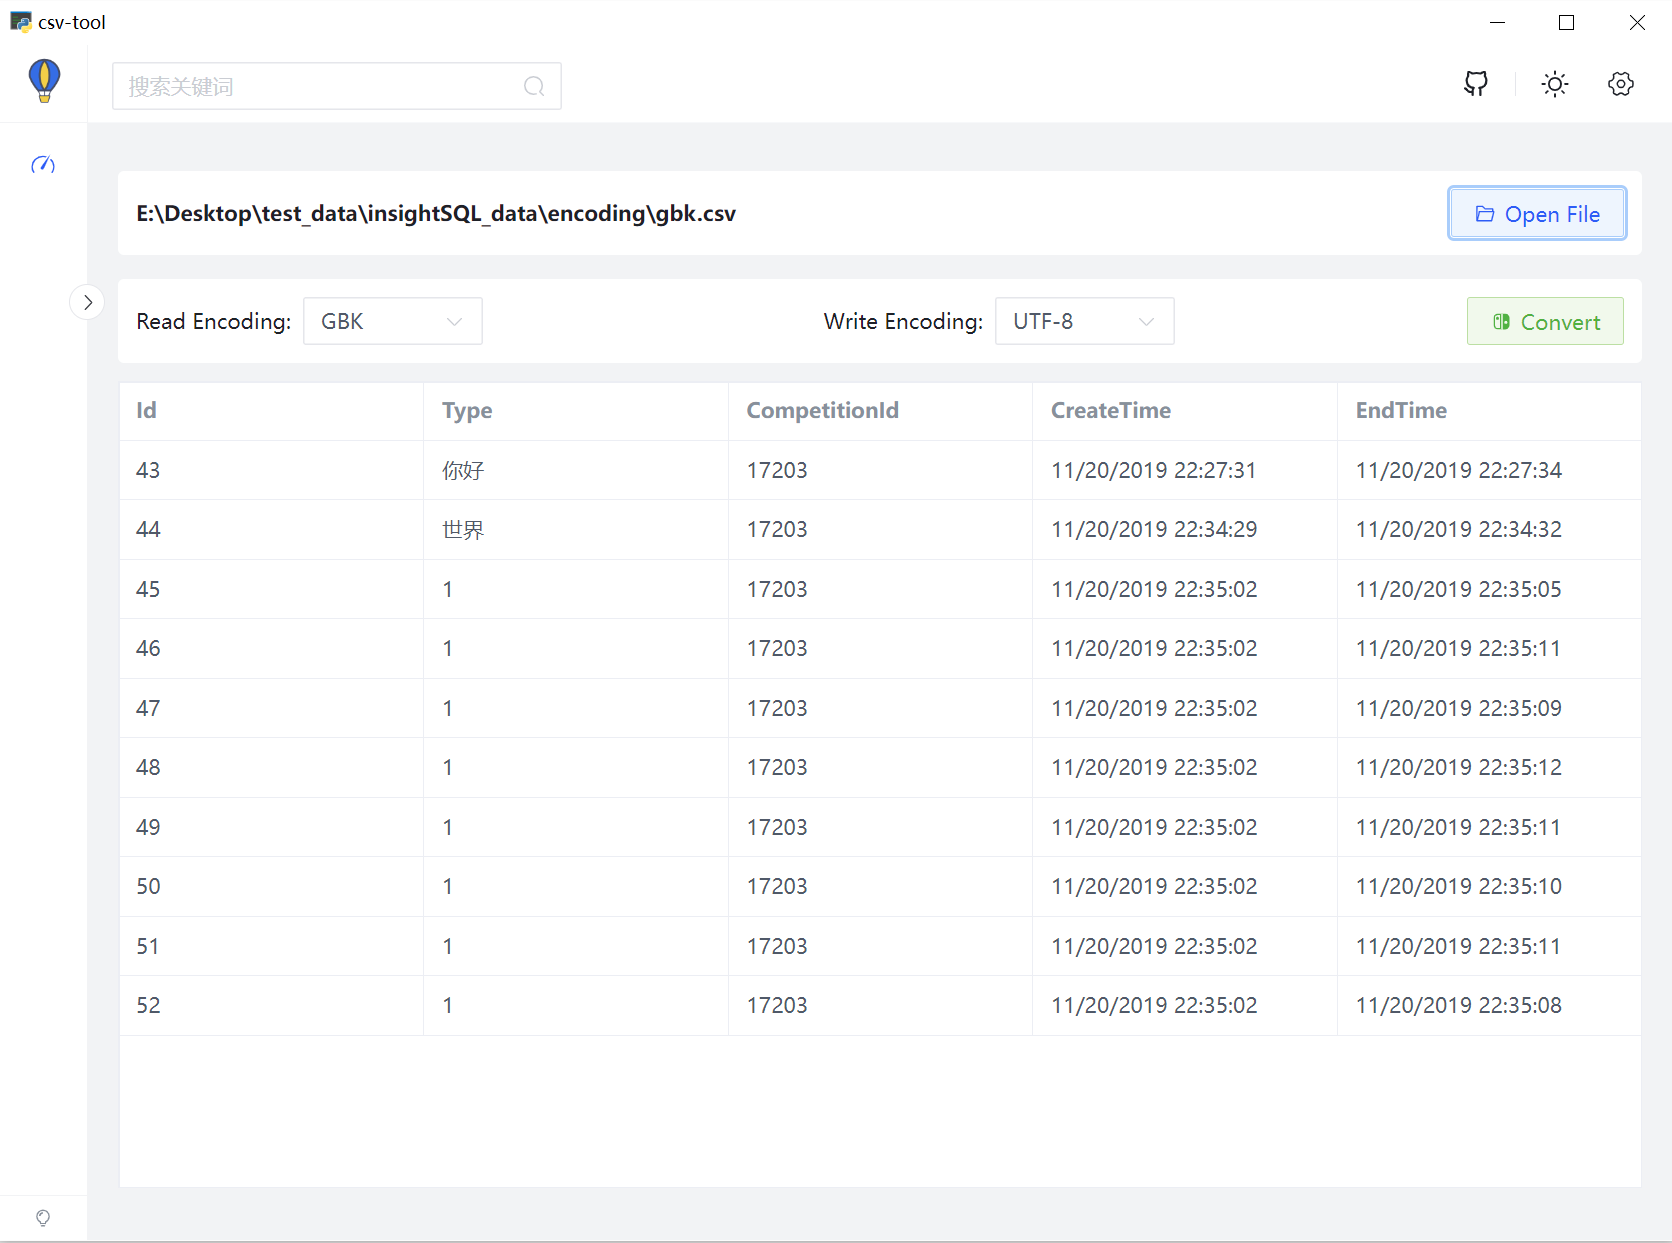 csv-tool
搜索关键词
E:\Desktop\test_data\insightSQL_data\encoding\gbk.csv Open File
Read Encoding: GBK Write Encoding: UTF-8 Convert
Id Type CompetitionId CreateTime EndTime
43 你好 17203 11/20/2019 22:27:31 11/20/2019 22:27:34
44 世界 17203 11/20/2019 22:34:29 11/20/2019 22:34:32
45 1 17203 11/20/2019 22:35:02 11/20/2019 22:35:05
46 1 17203 11/20/2019 22:35:02 11/20/2019 22:35:11
47 1 17203 11/20/2019 22:35:02 11/20/2019 22:35:09
48 1 17203 11/20/2019 22:35:02 11/20/2019 22:35:12
49 1 17203 11/20/2019 22:35:02 11/20/2019 22:35:11
50 1 17203 11/20/2019 22:35:02 11/20/2019 22:35:10
51 1 17203 11/20/2019 22:35:02 11/20/2019 22:35:11
52 1 17203 11/20/2019 22:35:02 11/20/2019 22:35:08